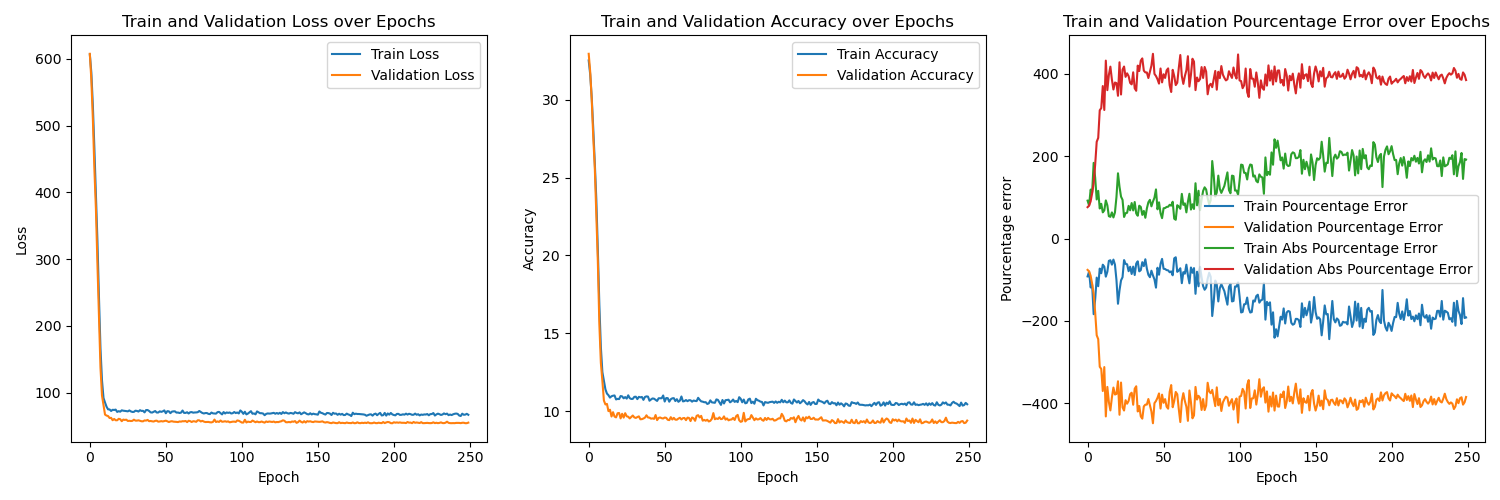 Train and Validation Loss over Epochs
Loss
600
500
400
300
200
100
0
50
100
150
200
250
Epoch
Train Loss
Validation Loss
Train and Validation Accuracy over Epochs
Accuracy
30
25
20
15
10
0
50
100
150
200
250
Epoch
Train Accuracy
Validation Accuracy
Train and Validation Pourcentage Error over Epochs
Pourcentage error
400
200
0
−200
−400
0
50
100
150
200
250
Epoch
Train Pourcentage Error
Validation Pourcentage Error
Train Abs Pourcentage Error
Validation Abs Pourcentage Error